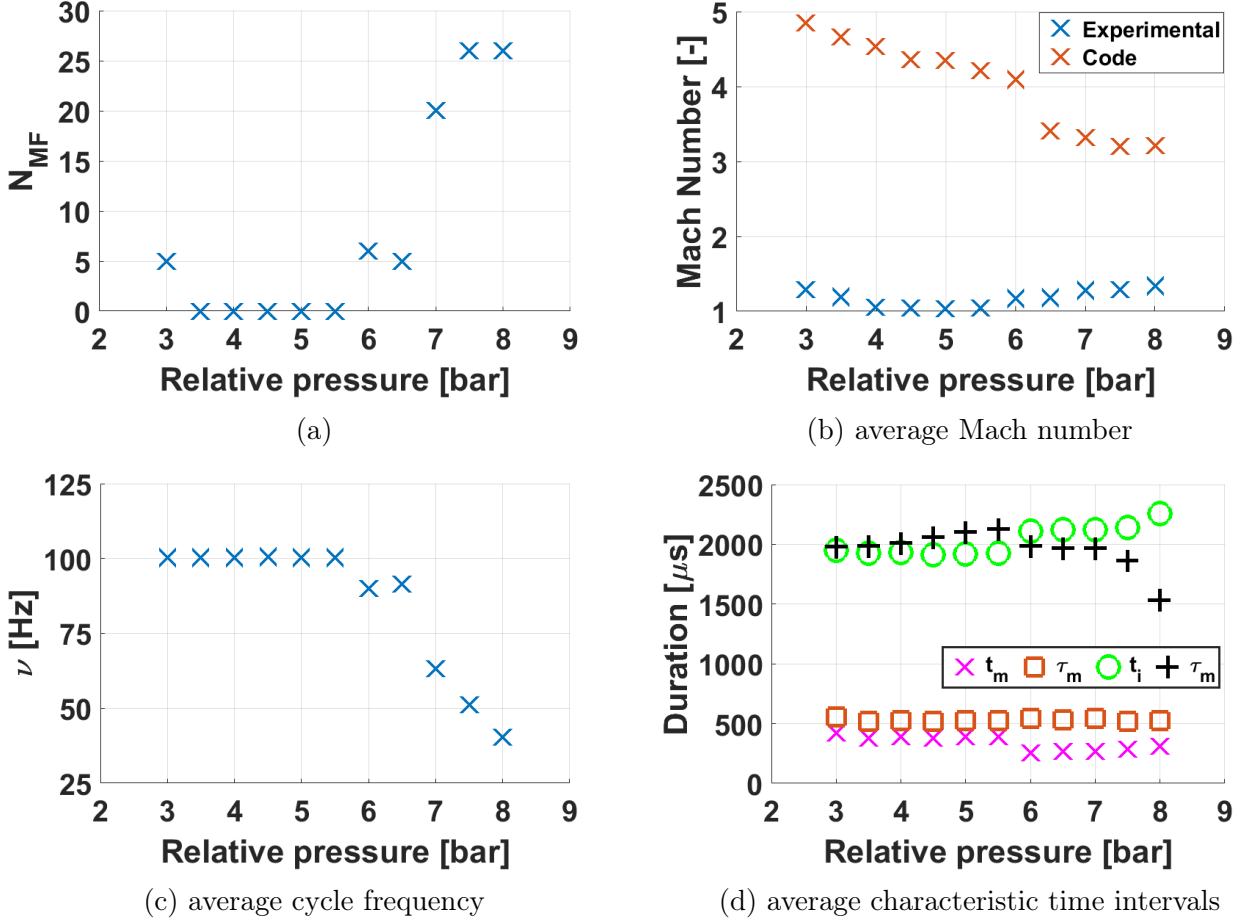 30
25
20
15
10
5
0
N_MF
2 3 4 5 6 7 8 9
Relative pressure [bar]
(a)
5
4
3
2
1
Mach Number [-]
Experimental
Code
2 3 4 5 6 7 8 9
Relative pressure [bar]
(b) average Mach number
125
100
75
50
25
ν [Hz]
2 3 4 5 6 7 8 9
Relative pressure [bar]
(c) average cycle frequency
2500
2000
1500
1000
500
0
Duration [μs]
t_m τ_m t_i τ_m
2 3 4 5 6 7 8 9
Relative pressure [bar]
(d) average characteristic time intervals